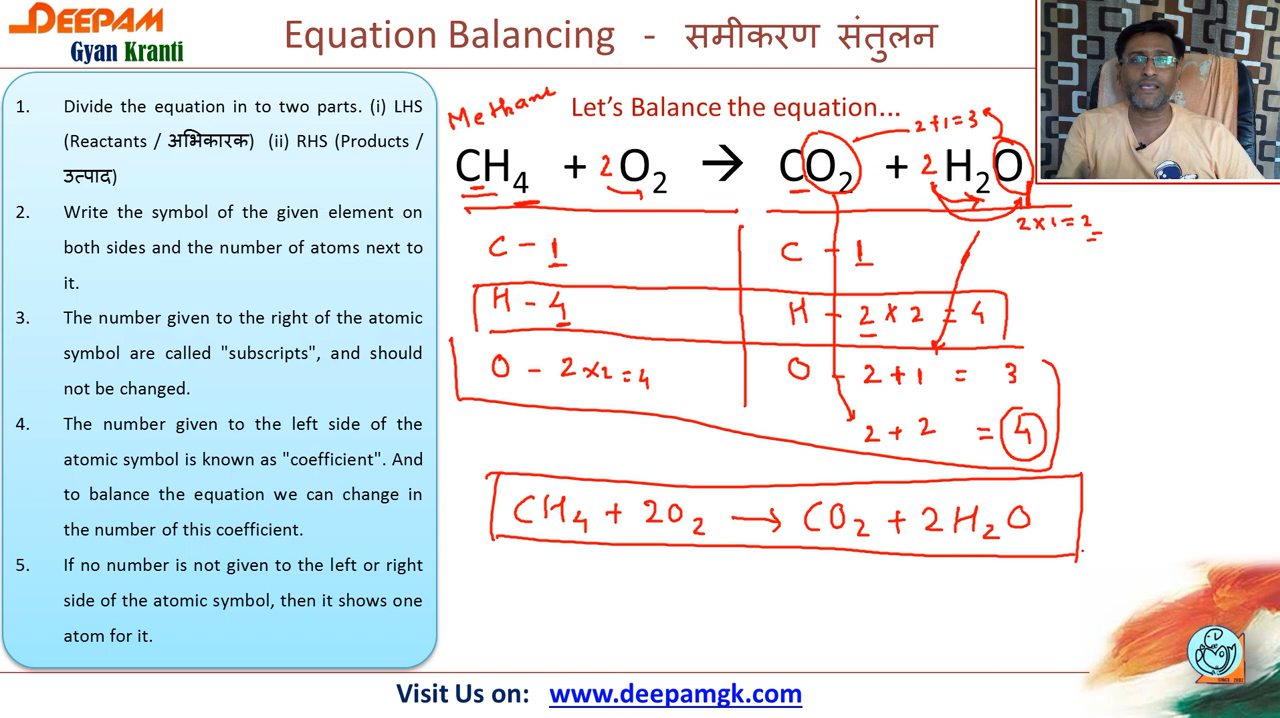 DEEPAM
Gyan Kranti
Equation Balancing - समीकरण संतुलन
1. Divide the equation in to two parts. (i) LHS
(Reactants / अभिकारक) (ii) RHS (Products /
उत्पाद)
2. Write the symbol of the given element on
both sides and the number of atoms next to
it.
3. The number given to the right of the atomic
symbol are called "subscripts", and should
not be changed.
4. The number given to the left side of the
atomic symbol is known as "coefficient". And
to balance the equation we can change in
the number of this coefficient.
5. If no number is not given to the left or right
side of the atomic symbol, then it shows one
atom for it.
Methane
Let's Balance the equation...
2+1=3
CH₄ + 2O₂ → CO₂ + 2H₂O
2×1=2
C - 1 C - 1
H - 4 H - 2 × 2 = 4
O - 2×2=4 O - 2+1 = 3
2+2 = 4
CH₄ + 2O₂ → CO₂ + 2H₂O
Visit Us on: www.deepamgk.com